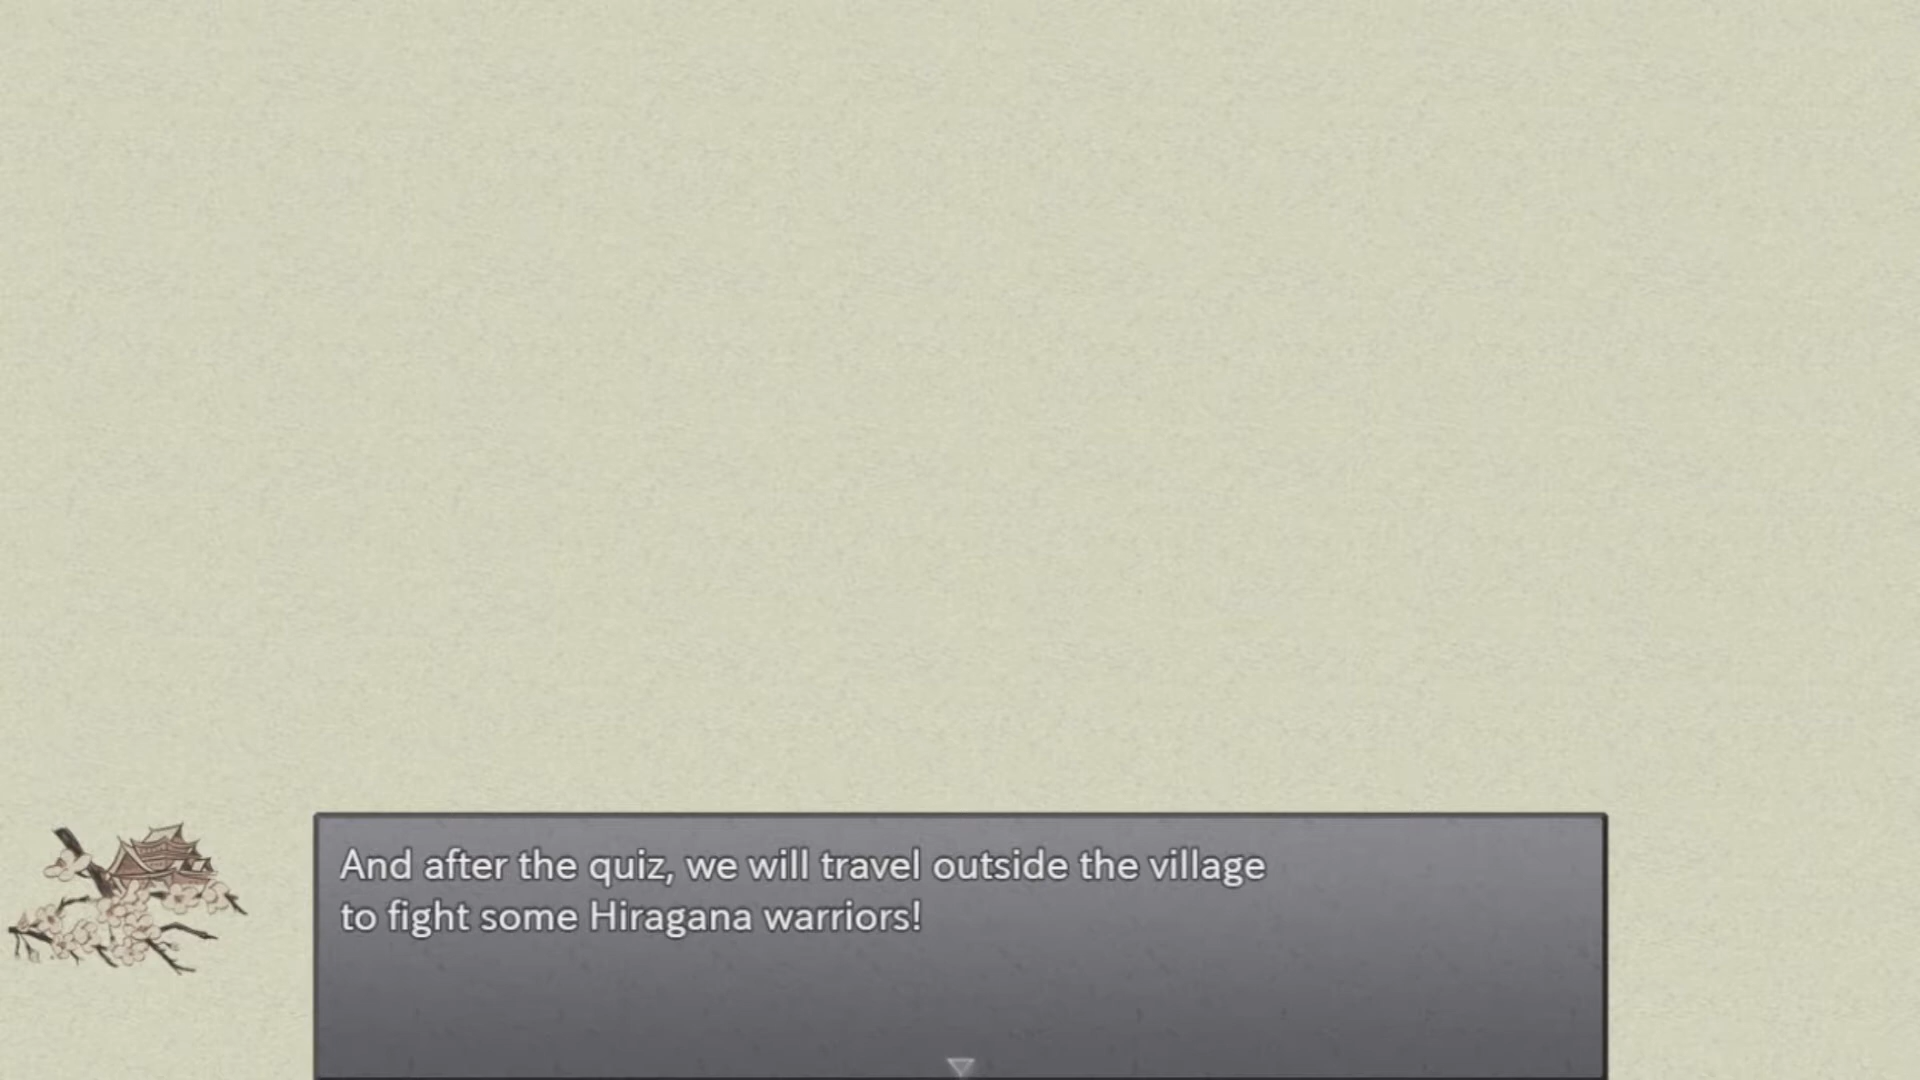 And after the quiz, we will travel outside the village
to fight some Hiragana warriors!